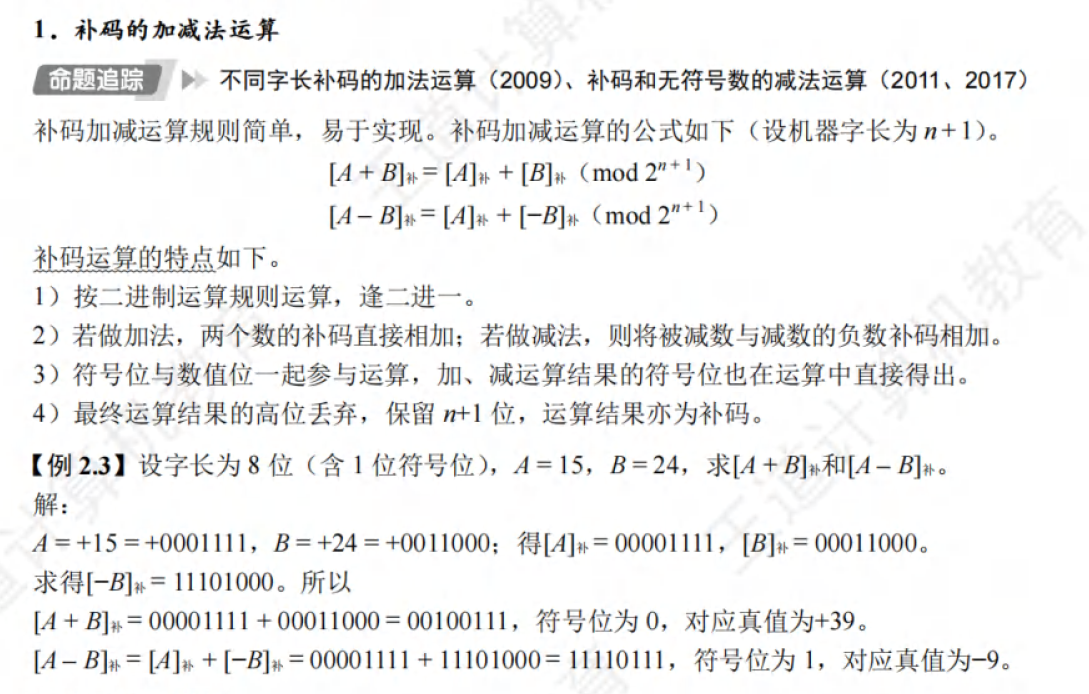 1．补码的加减法运算
命题追踪 不同字长补码的加法运算（2009）、补码和无符号数的减法运算（2011、2017）
补码加减运算规则简单，易于实现。补码加减运算的公式如下（设机器字长为 n + 1）。
[A + B]补 = [A]补 + [B]补（mod 2ⁿ⁺¹）
[A – B]补 = [A]补 + [–B]补（mod 2ⁿ⁺¹）
补码运算的特点如下。
1）按二进制运算规则运算，逢二进一。
2）若做加法，两个数的补码直接相加；若做减法，则将被减数与减数的负数补码相加。
3）符号位与数值位一起参与运算，加、减运算结果的符号位也在运算中直接得出。
4）最终运算结果的高位丢弃，保留 n+1 位，运算结果亦为补码。
【例 2.3】设字长为 8 位（含 1 位符号位），A = 15，B = 24，求[A + B]补和[A – B]补。
解：
A = +15 = +0001111，B = +24 = +0011000；得[A]补 = 00001111，[B]补 = 00011000。
求得[–B]补 = 11101000。所以
[A + B]补 = 00001111 + 00011000 = 00100111，符号位为 0，对应真值为+39。
[A – B]补 = [A]补 + [–B]补 = 00001111 + 11101000 = 11110111，符号位为 1，对应真值为–9。
王道计算机教育